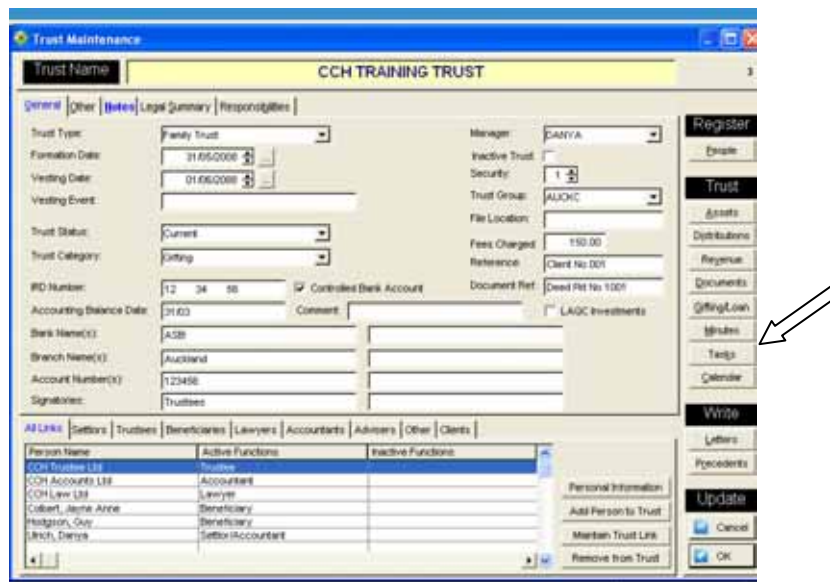 Trust Maintenance
Trust Name CCH TRAINING TRUST 3
General Other Notes Legal Summary Responsibilities
Trust Type: Family Trust
Formation Date: 31/05/2008
Vesting Date: 01/06/2088
Vesting Event:
Trust Status: Current
Trust Category: Gifting
IRD Number: 12 34 56 Controlled Bank Account
Accounting Balance Date: 31/03 Comment:
Bank Name(s): ASB
Branch Name(s): Auckland
Account Number(s): 123456
Signatories: Trustees
Manager: DANYA
Inactive Trust
Security: 1
Trust Group: AUCKC
File Location:
Fees Charged: 150.00
Reference: Client No 001
Document Ref: Deed Rit No 1001
LAQC Investments
All Links Settlors Trustees Beneficiaries Lawyers Accountants Advisers Other Clients
Person Name Active Functions Inactive Functions
CCH Trustee Ltd Trustee
CCH Accounts Ltd Accountant
CCH Law Ltd Lawyer
Colbert, Jayne Anne Beneficiary
Hodgson, Guy Beneficiary
Ulrich, Danya Settlor/Accountant
Personal Information
Add Person to Trust
Maintain Trust Link
Remove from Trust
Register
People
Trust
Assets
Distributions
Revenue
Documents
Gifting/Loan
Minutes
Tasks
Calendar
Write
Letters
Precedents
Update
Cancel
OK